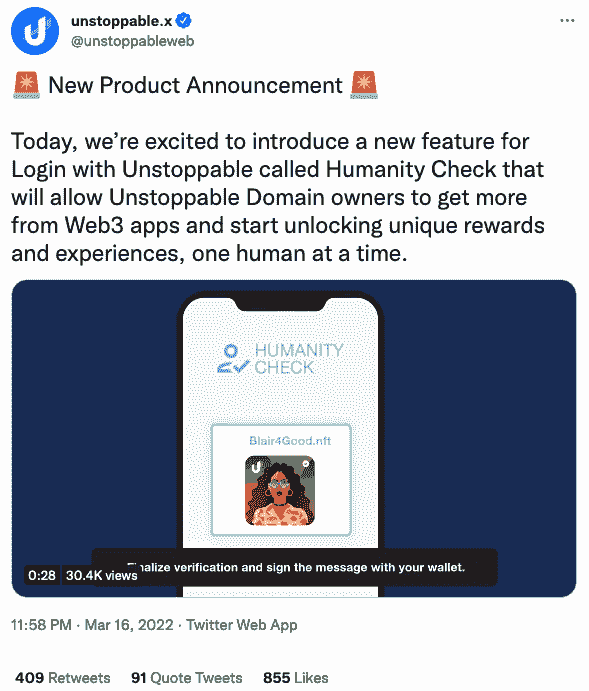 unstoppable.x
@unstoppableweb
🚨 New Product Announcement 🚨
Today, we're excited to introduce a new feature for
Login with Unstoppable called Humanity Check that
will allow Unstoppable Domain owners to get more
from Web3 apps and start unlocking unique rewards
and experiences, one human at a time.
HUMANITY
CHECK
Blair4Good.nft
and sign the message with your wallet.
verification
0:28 30.4K views
11:58 PM · Mar 16, 2022 · Twitter Web App
409 Retweets 91 Quote Tweets 855 Likes